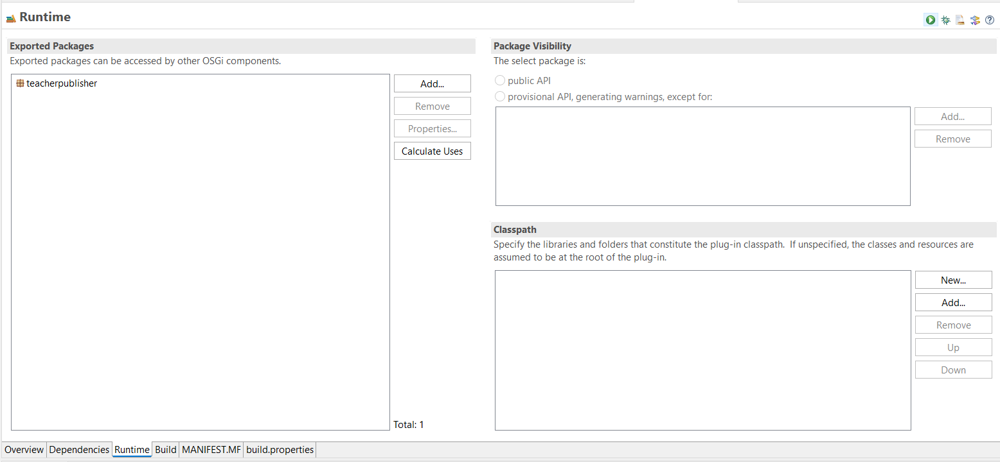 Runtime
Exported Packages
Exported packages can be accessed by other OSGi components.
teacherpublisher
Add...
Remove
Properties...
Calculate Uses
Total: 1
Package Visibility
The select package is:
public API
provisional API, generating warnings, except for:
Add...
Remove
Classpath
Specify the libraries and folders that constitute the plug-in classpath.  If unspecified, the classes and resources are
assumed to be at the root of the plug-in.
New...
Add...
Remove
Up
Down
Overview Dependencies Runtime Build MANIFEST.MF build.properties